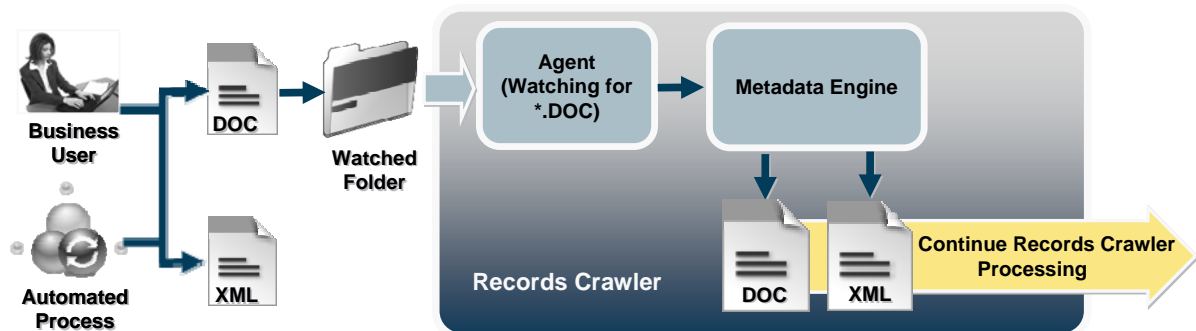 Business
User
DOC
Watched
Folder
Agent
(Watching for
*.DOC)
Metadata Engine
Automated
Process
XML
Records Crawler
DOC
XML
Continue Records Crawler
Processing